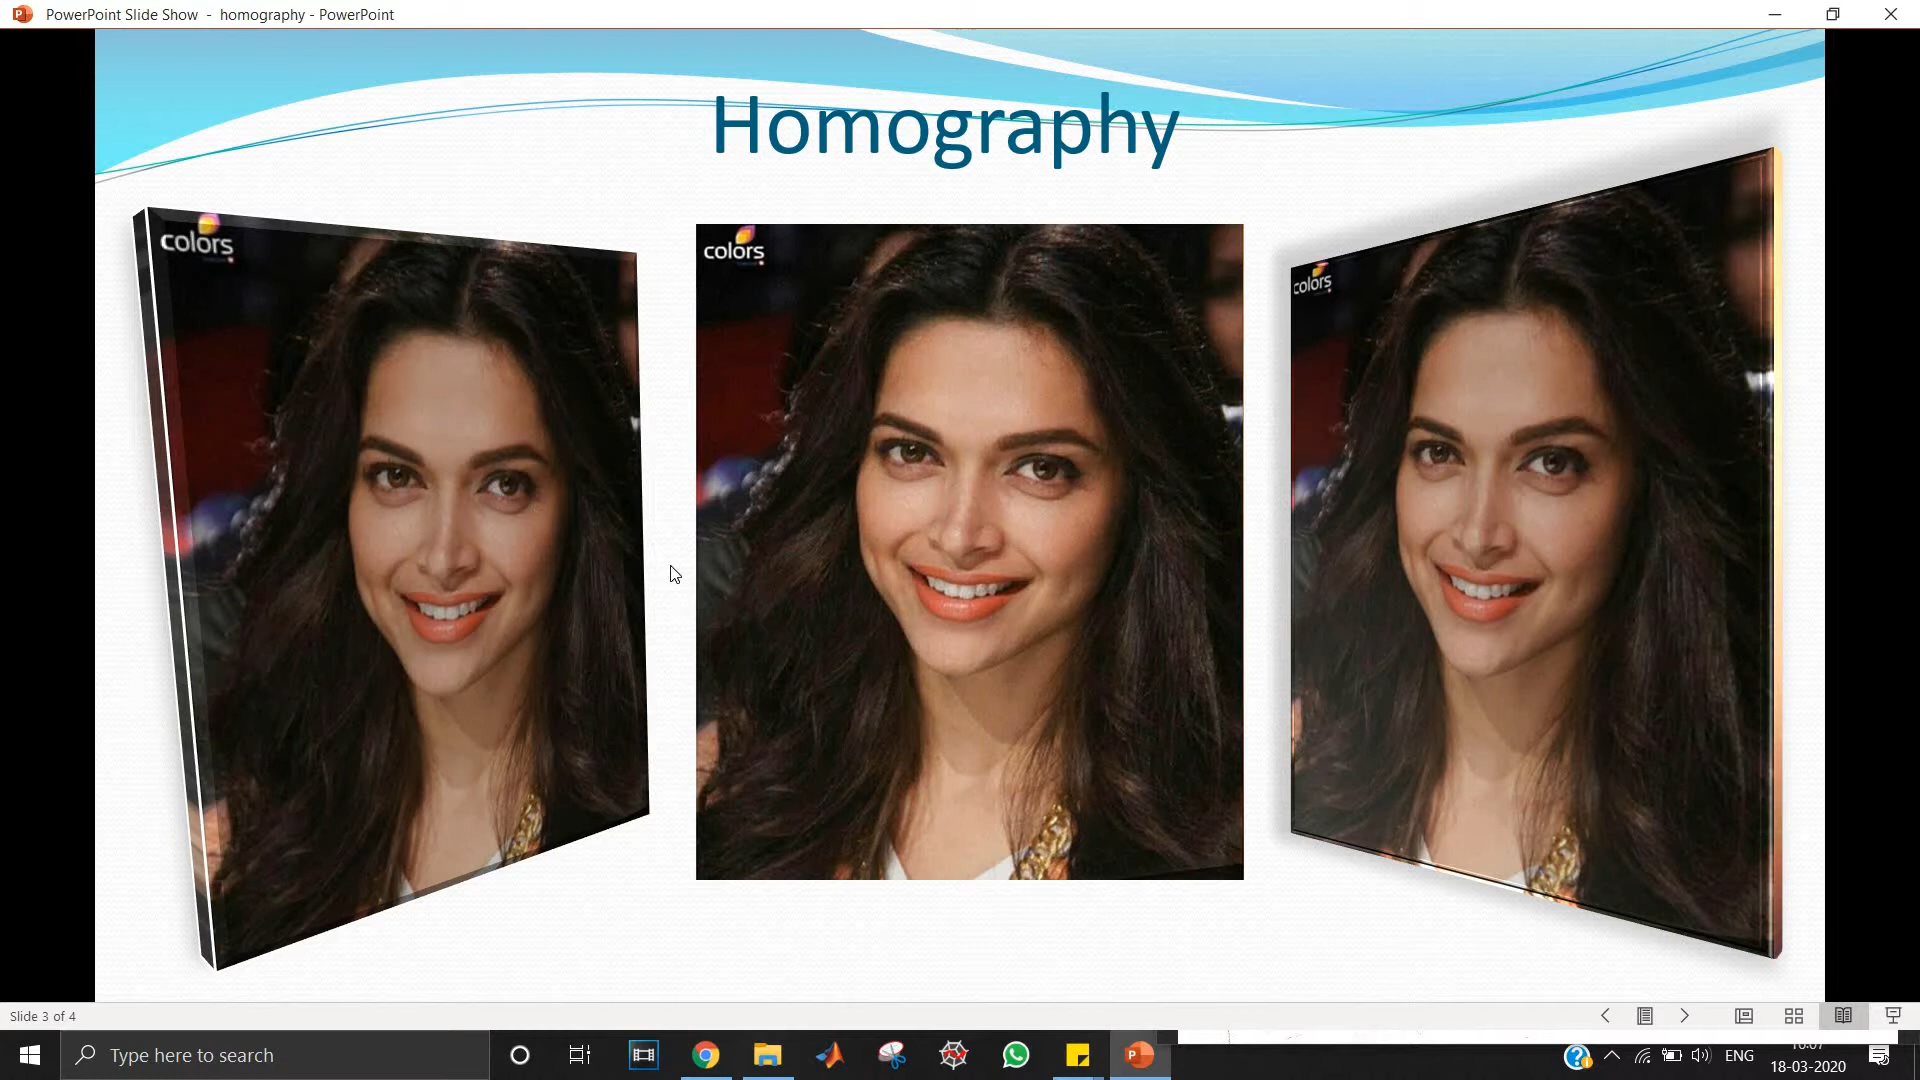 PowerPoint Slide Show - homography - PowerPoint
Homography
colors
colors
colors
Slide 3 of 4
Type here to search
ENG
18-03-2020